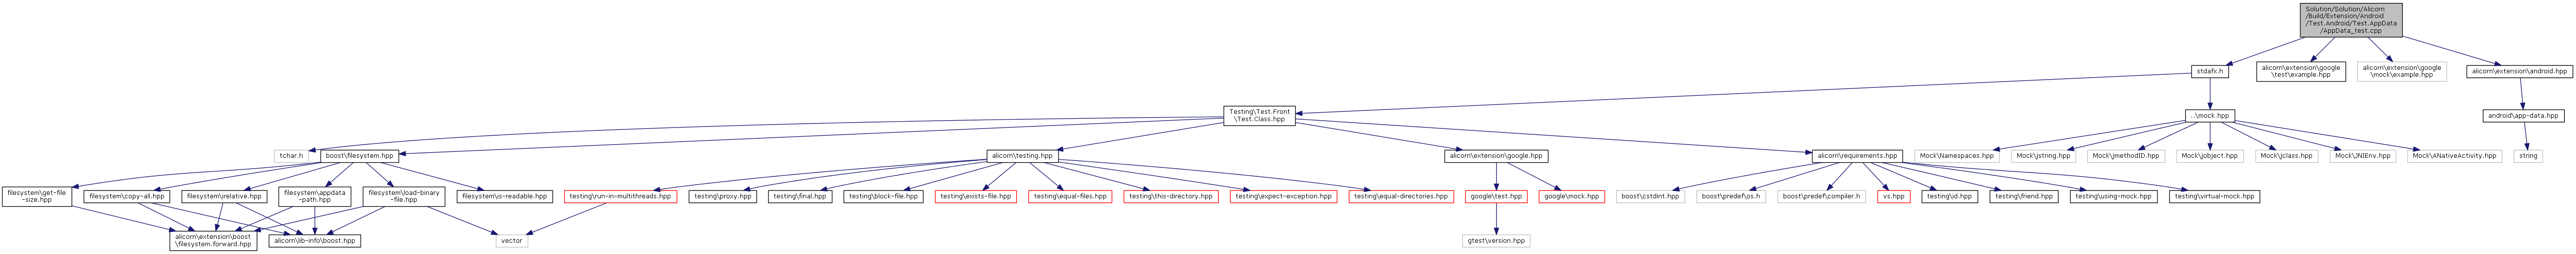 Solution/Solution/Alicorn
/Build/Extension/Android
/Test.Android/Test.AppData
/AppData_test.cpp
stdafx.h
alicorn\extension\google
\test\example.hpp
alicorn\extension\google
\mock\example.hpp
alicorn\extension\android.hpp
Testing\Test.Front
\Test.Class.hpp
...\mock.hpp
android\app-data.hpp
tchar.h
boost\filesystem.hpp
alicorn\testing.hpp
alicorn\extension\google.hpp
alicorn\requirements.hpp
Mock\Namespaces.hpp
Mock\jstring.hpp
Mock\jmethodID.hpp
Mock\jobject.hpp
Mock\jclass.hpp
Mock\JNIEnv.hpp
Mock\ANativeActivity.hpp
string
filesystem\get-file
-size.hpp
filesystem\copy-all.hpp
filesystem\relative.hpp
filesystem\appdata
-path.hpp
filesystem\load-binary
-file.hpp
filesystem\is-readable.hpp
testing\run-in-multithreads.hpp
testing\proxy.hpp
testing\final.hpp
testing\block-file.hpp
testing\exists-file.hpp
testing\equal-files.hpp
testing\this-directory.hpp
testing\expect-exception.hpp
testing\equal-directories.hpp
google\test.hpp
google\mock.hpp
boost\cstdint.hpp
boost\predef\os.h
boost\predef\compiler.h
vs.hpp
testing\id.hpp
testing\friend.hpp
testing\using-mock.hpp
testing\virtual-mock.hpp
alicorn\extension\boost
\filesystem.forward.hpp
alicorn\lib-info\boost.hpp
vector
gtest\version.hpp